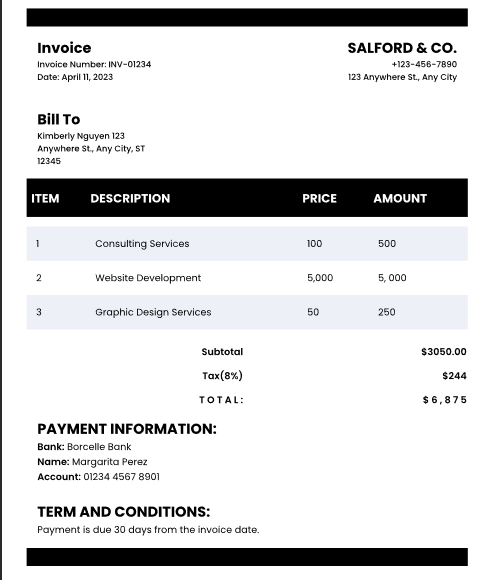 Invoice
Invoice Number: INV-01234
Date: April 11, 2023
SALFORD & CO.
+123-456-7890
123 Anywhere St., Any City
Bill To
Kimberly Nguyen 123
Anywhere St., Any City, ST
12345
ITEM DESCRIPTION PRICE AMOUNT
1 Consulting Services 100 500
2 Website Development 5,000 5, 000
3 Graphic Design Services 50 250
Subtotal $3050.00
Tax(8%) $244
TOTAL: $6,875
PAYMENT INFORMATION:
Bank: Borcelle Bank
Name: Margarita Perez
Account: 01234 4567 8901
TERM AND CONDITIONS:
Payment is due 30 days from the invoice date.